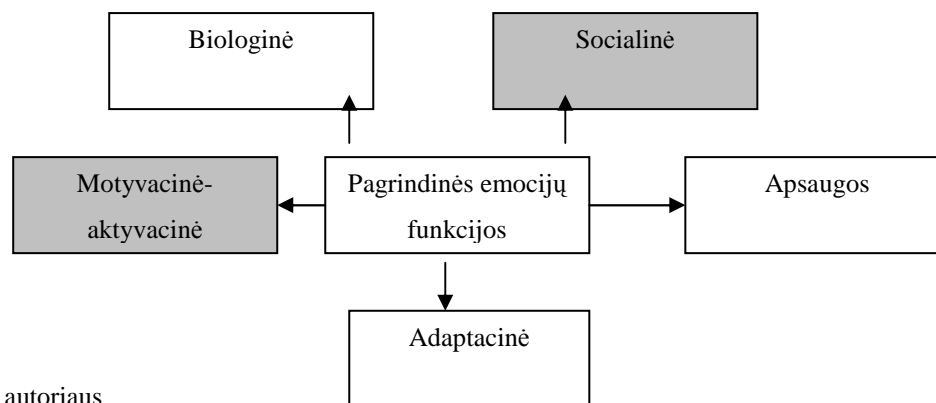 Biologinė
Socialinė
Motyvacinė-
aktyvacinė
Pagrindinės emocijų
funkcijos
Apsaugos
Adaptacinė
autoriaus